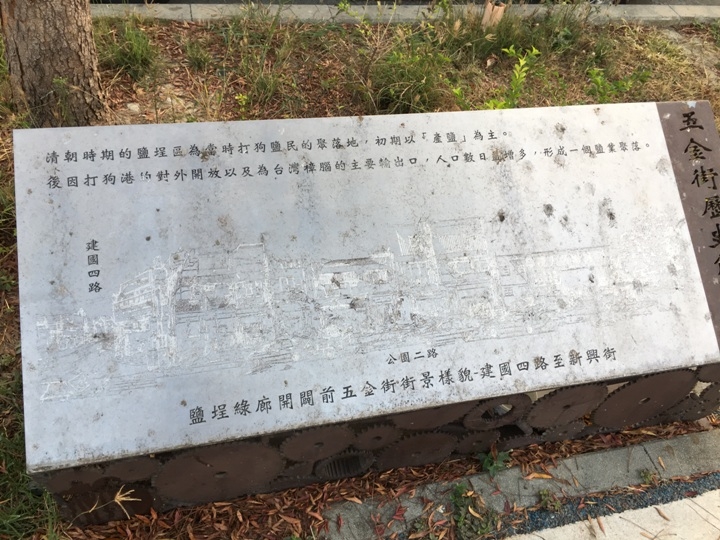 清朝時期的鹽埕區為當時打狗鹽民的聚落地，初期以「產鹽」為主。
後因打狗港的對外開放以及為台灣樟腦的主要輸出口，人口數日漸增多，形成一個鹽業聚落。
建國四路
公園二路
鹽埕綠廊開闢前五金街街景樣貌-建國四路至新興街
五金街歷史